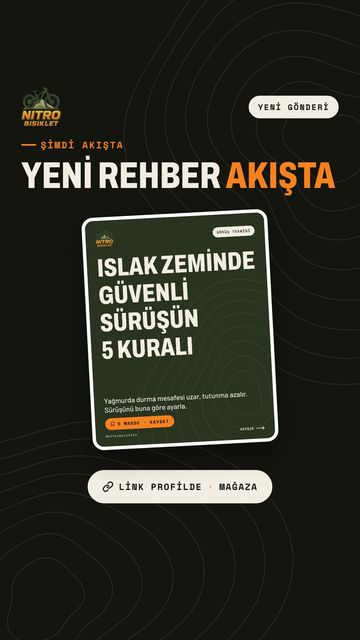 NITRO
BISIKLET
YENİ GÖNDERİ
ŞİMDİ AKIŞTA
YENİ REHBER AKIŞTA
NITRO
BISIKLET
SÜRÜŞ TEKNİĞİ
ISLAK ZEMİNDE
GÜVENLİ
SÜRÜŞÜN
5 KURALI
Yağmurda durma mesafesi uzar, tutunma azalır.
Sürüşünü buna göre ayarla.
5 MADDE · KAYDET
@nitrobisiklet
KAYDIR
LİNK PROFİLDE · MAĞAZA